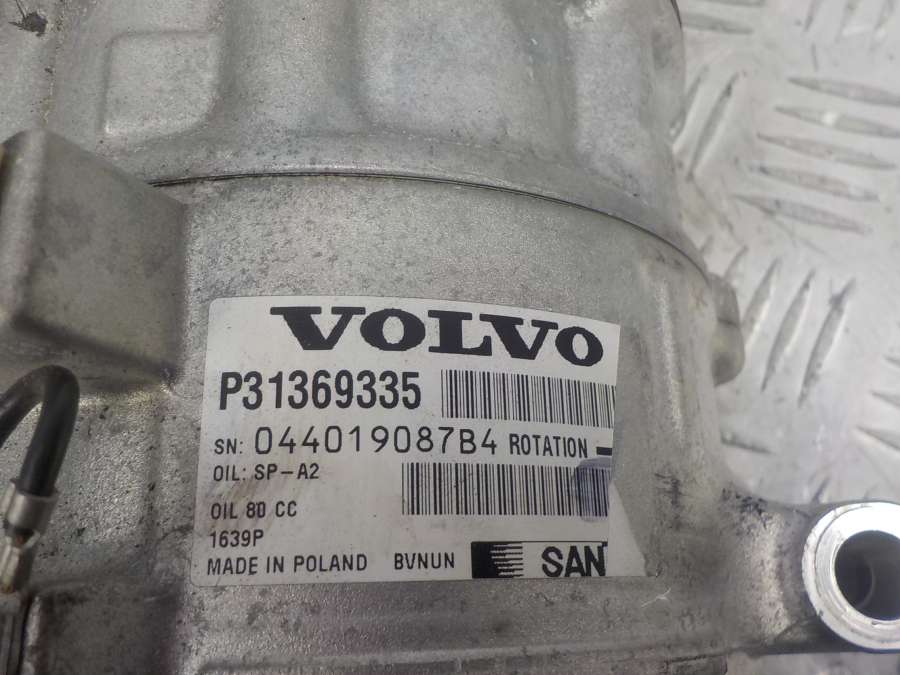 VOLVO
P31369335
SN: 044019087B4 ROTATION
OIL: SP-A2
OIL 80 CC
1639P
MADE IN POLAND BVNUN SAN